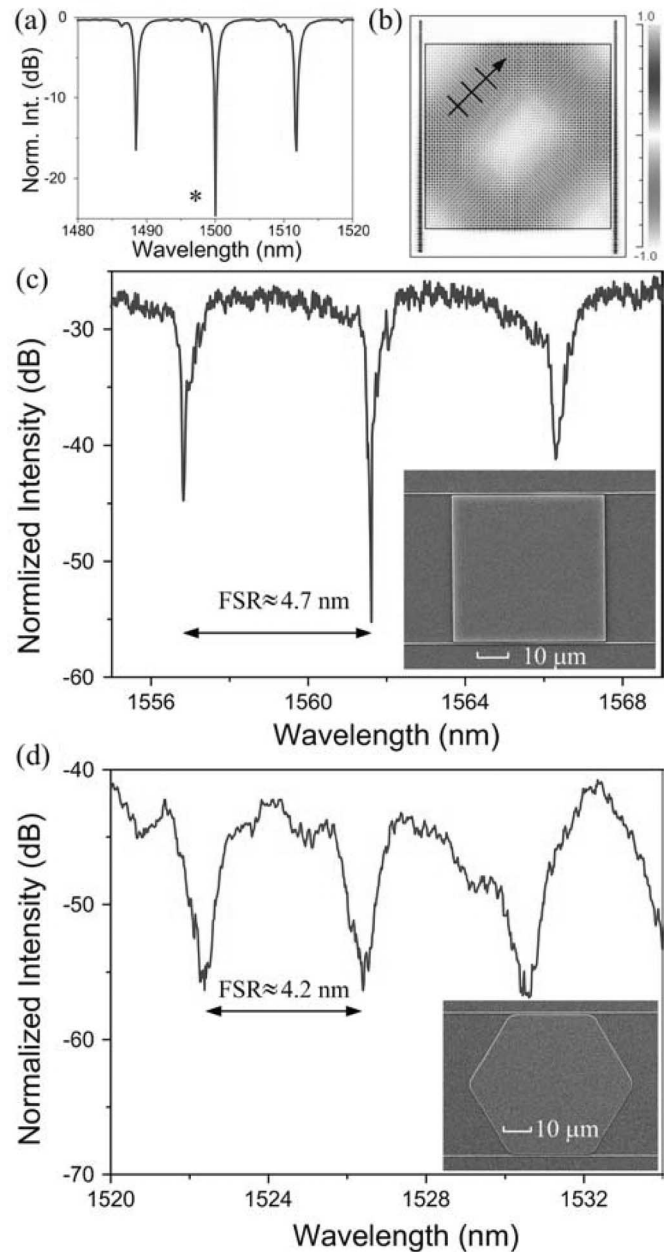 (a)
0
-10
-20
Norm. Int. (dB)
*
1480
1490
1500
1510
1520
Wavelength (nm)
(b)
1.0
-1.0
(c)
-30
-40
-50
-60
Normlized Intensity (dB)
FSR≈4.7 nm
10 μm
1556
1560
1564
1568
Wavelength (nm)
(d)
-40
-50
-60
-70
Normalized Intensity (dB)
FSR≈4.2 nm
10 μm
1520
1524
1528
1532
Wavelength (nm)